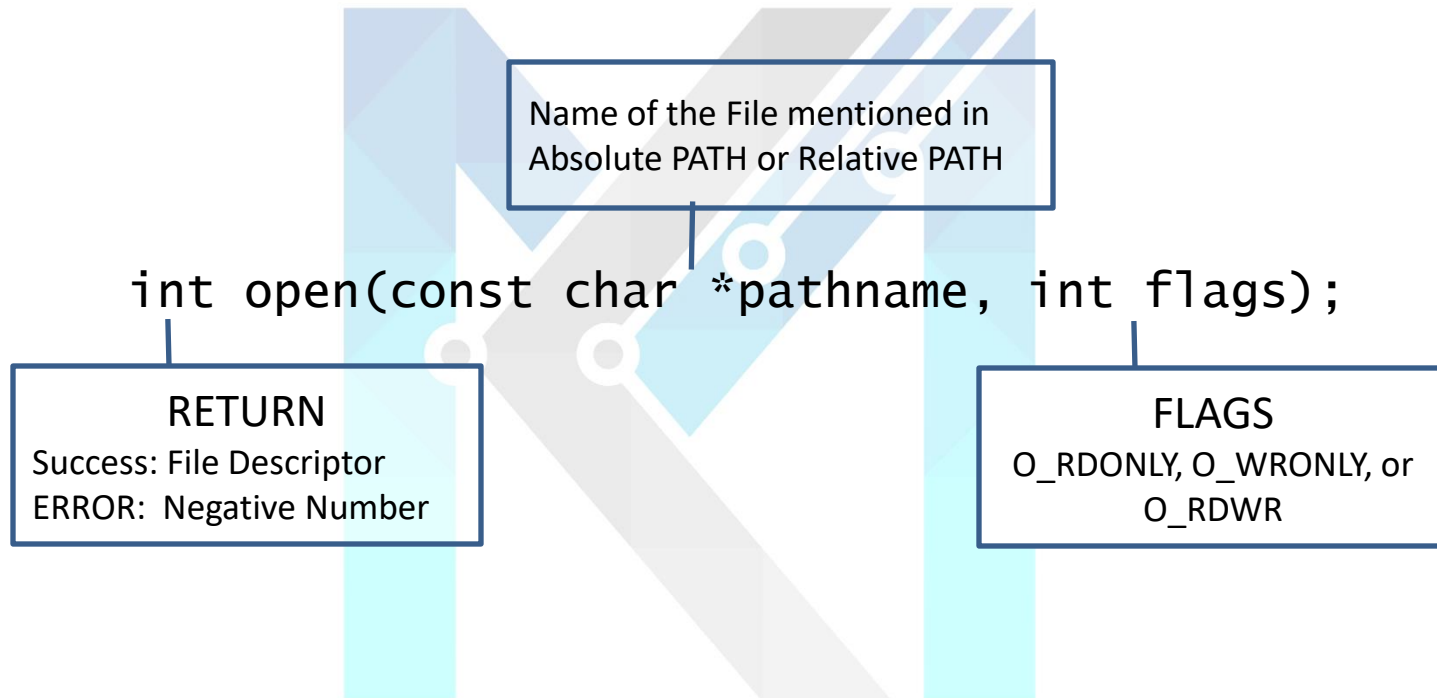 Name of the File mentioned in
Absolute PATH or Relative PATH
int open(const char *pathname, int flags);
RETURN
Success: File Descriptor
ERROR: Negative Number
FLAGS
O_RDONLY, O_WRONLY, or
O_RDWR